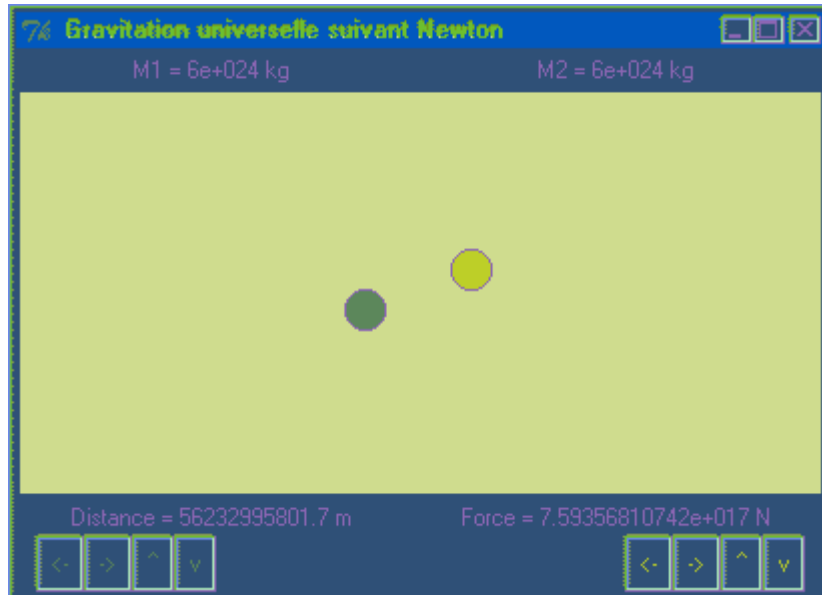 Gravitation universelle suivant Newton
M1 = 6e+024 kg M2 = 6e+024 kg
Distance = 56232995801.7 m Force = 7.59356810742e+017 N
<- -> ^ v <- -> ^ v